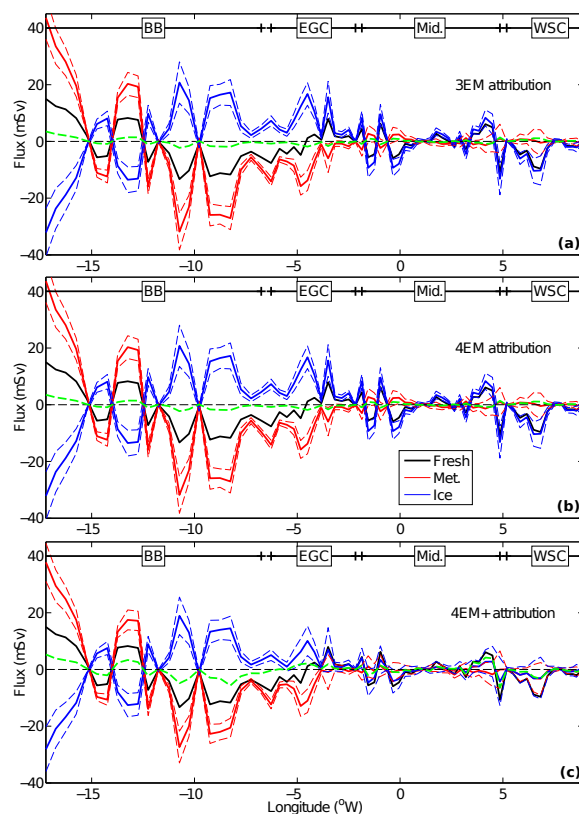 BB EGC Mid. WSC
40
20
0
−20
−40
Flux (mSv)
3EM attribution
(a)
−15 −10 −5 0 5
BB EGC Mid. WSC
40
20
0
−20
−40
Flux (mSv)
4EM attribution
Fresh
Met.
Ice
(b)
−15 −10 −5 0 5
BB EGC Mid. WSC
40
20
0
−20
−40
Flux (mSv)
4EM+attribution
(c)
−15 −10 −5 0 5
Longitude (°W)